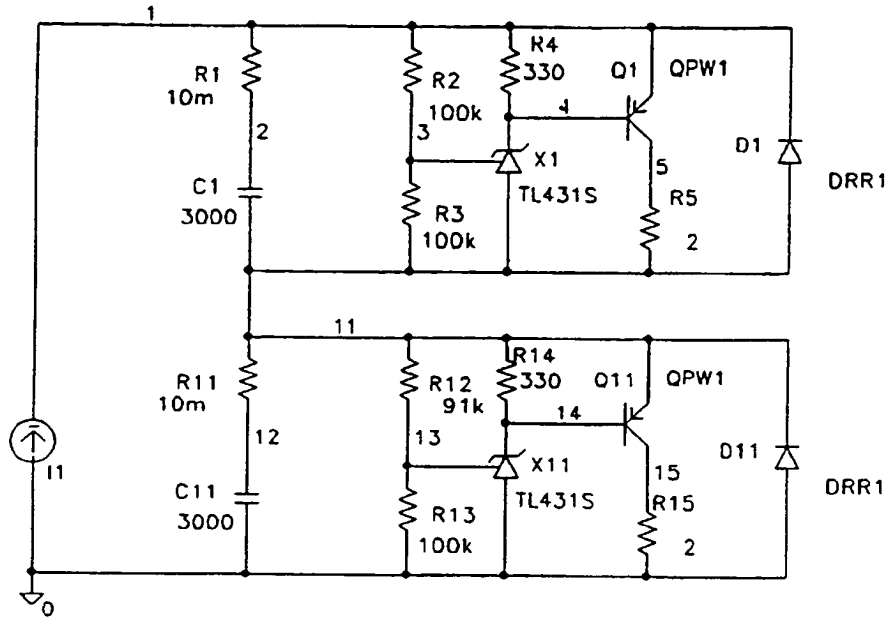 1
R1
10m
2
C1
3000
R2
100k
3
R3
100k
R4
330
4
X1
TL431S
Q1
QPW1
5
R5
2
D1
DRR1
11
R11
10m
12
C11
3000
R12
91k
13
R13
100k
R14
330
14
X11
TL431S
Q11
QPW1
15
R15
2
D11
DRR1
I1
0